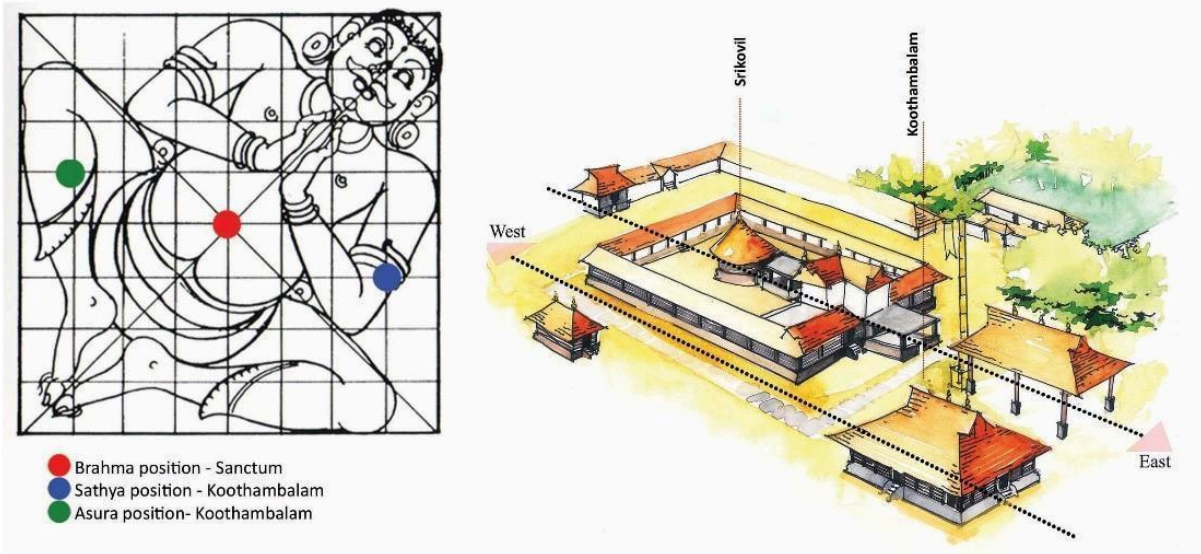 Brahma position - Sanctum
Sathya position - Koothambalam
Asura position- Koothambalam
Srikovil
Koothambalam
West
East